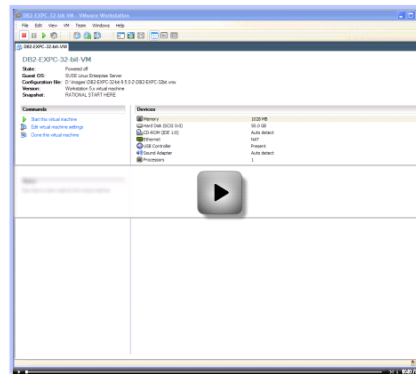 DB2-EXPC-32-bit-VM - VMware Workstation
File Edit View VM Team Windows Help
DB2-EXPC-32-bit-VM
DB2-EXPC-32-bit-VM
State: Powered off
Guest OS: SUSE Linux Enterprise Server
Version: Workstation 5.x virtual machine
Snapshot: RATIONAL START HERE
Commands
Start this virtual machine
Edit virtual machine settings
Clone this virtual machine
Devices
Memory 1028 MB
Hard Disk (SCSI 0:0) 50.0 GB
CD-ROM (IDE 1:0) Auto detect
Ethernet NAT
USB Controller Present
Sound Adapter Auto detect
Processors 1